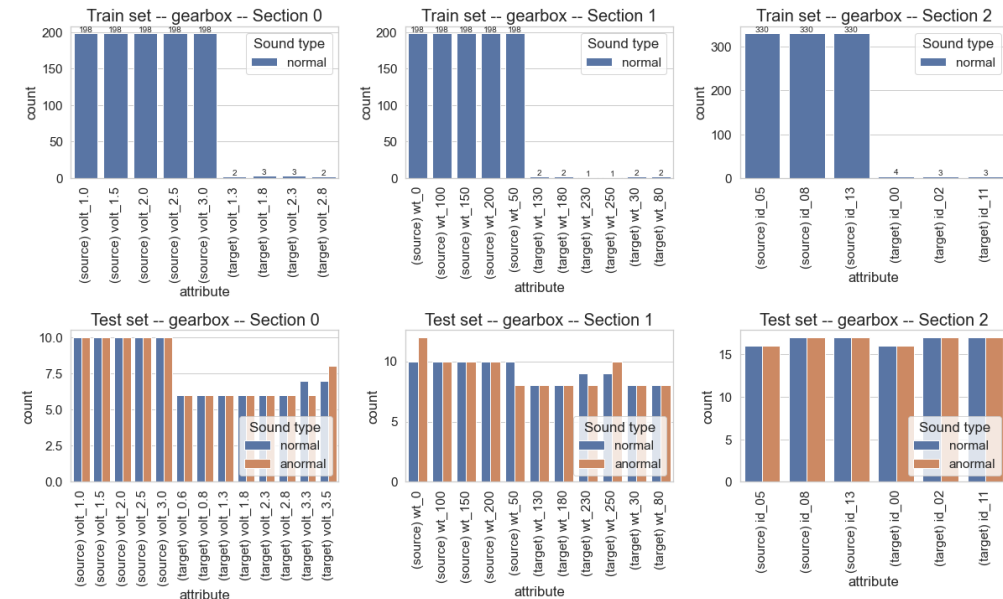 Train set -- gearbox -- Section 0
200
150
100
50
0
count
198
198
198
198
198
2
3
3
2
Sound type
normal
(source) volt_1.0
(source) volt_1.5
(source) volt_2.0
(source) volt_2.5
(source) volt_3.0
(target) volt_1.3
(target) volt_1.8
(target) volt_2.3
(target) volt_2.8
attribute
Train set -- gearbox -- Section 1
200
150
100
50
0
count
198
198
198
198
198
2
2
1
1
2
2
Sound type
normal
(source) wt_0
(source) wt_100
(source) wt_150
(source) wt_200
(source) wt_50
(target) wt_130
(target) wt_180
(target) wt_230
(target) wt_250
(target) wt_30
(target) wt_80
attribute
Train set -- gearbox -- Section 2
300
200
100
0
count
330
330
330
4
3
3
Sound type
normal
(source) id_05
(source) id_08
(source) id_13
(target) id_00
(target) id_02
(target) id_11
attribute
Test set -- gearbox -- Section 0
10.0
7.5
5.0
2.5
0.0
count
Sound type
normal
anormal
(source) volt_1.0
(source) volt_1.5
(source) volt_2.0
(source) volt_2.5
(source) volt_3.0
(target) volt_0.6
(target) volt_0.8
(target) volt_1.3
(target) volt_1.8
(target) volt_2.3
(target) volt_2.8
(target) volt_3.3
(target) volt_3.5
attribute
Test set -- gearbox -- Section 1
10
5
0
count
Sound type
normal
anormal
(source) wt_0
(source) wt_100
(source) wt_150
(source) wt_200
(source) wt_50
(target) wt_130
(target) wt_180
(target) wt_230
(target) wt_250
(target) wt_30
(target) wt_80
attribute
Test set -- gearbox -- Section 2
15
10
5
0
count
Sound type
normal
anormal
(source) id_05
(source) id_08
(source) id_13
(target) id_00
(target) id_02
(target) id_11
attribute